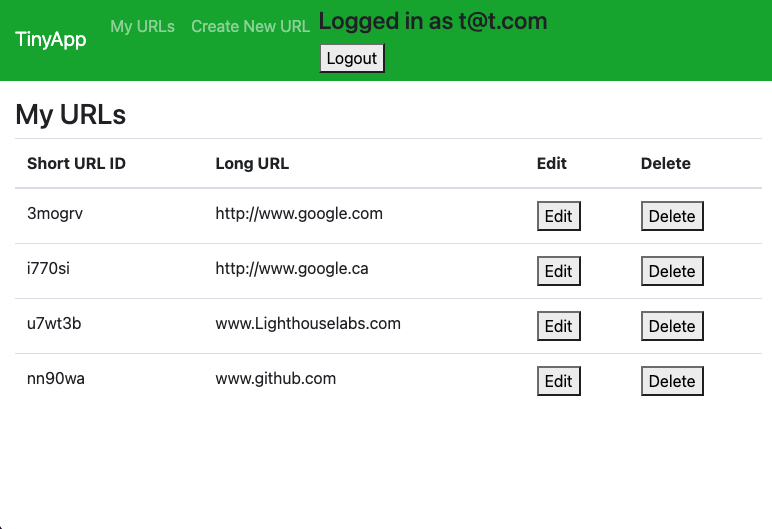 TinyApp My URLs Create New URL Logged in as t@t.com
Logout
My URLs
Short URL ID Long URL Edit Delete
3mogrv http://www.google.com Edit Delete
i770si http://www.google.ca Edit Delete
u7wt3b www.Lighthouselabs.com Edit Delete
nn90wa www.github.com Edit Delete